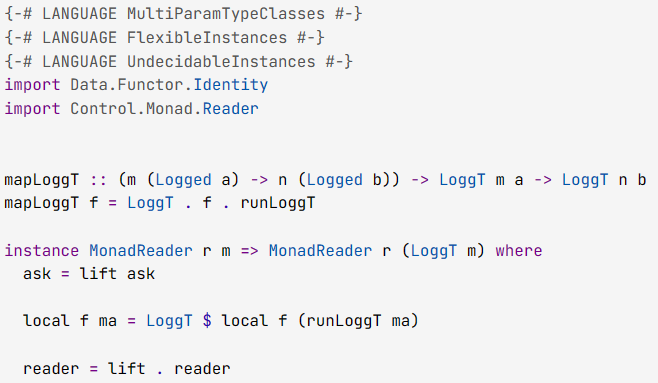 {-# LANGUAGE MultiParamTypeClasses #-}
{-# LANGUAGE FlexibleInstances #-}
{-# LANGUAGE UndecidableInstances #-}
import Data.Functor.Identity
import Control.Monad.Reader
mapLoggT :: (m (Logged a) -> n (Logged b)) -> LoggT m a -> LoggT n b
mapLoggT f = LoggT . f . runLoggT
instance MonadReader r m => MonadReader r (LoggT m) where
  ask = lift ask
  local f ma = LoggT $ local f (runLoggT ma)
  reader = lift . reader